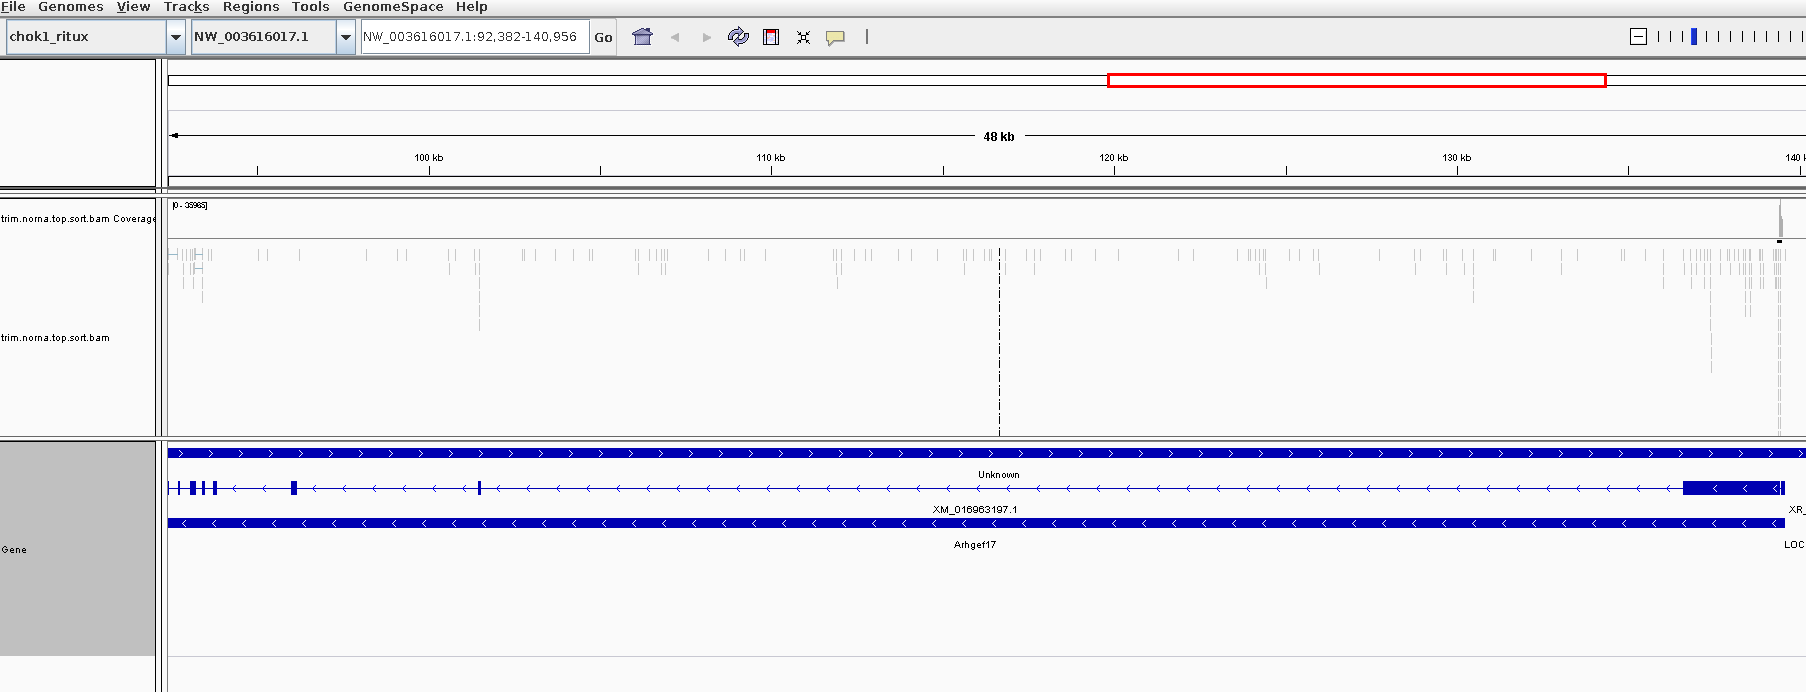 File Genomes View Tracks Regions Tools GenomeSpace Help
chok1_ritux NW_003616017.1 NW_003616017.1:92,382-140,956 Go
48 kb
100 kb 110 kb 120 kb 130 kb 140
[0 - 35965]
trim.norna.top.sort.bam Coverage
trim.norna.top.sort.bam
Unknown
XM_016963197.1 XR_
Gene Arhgef17 LOC